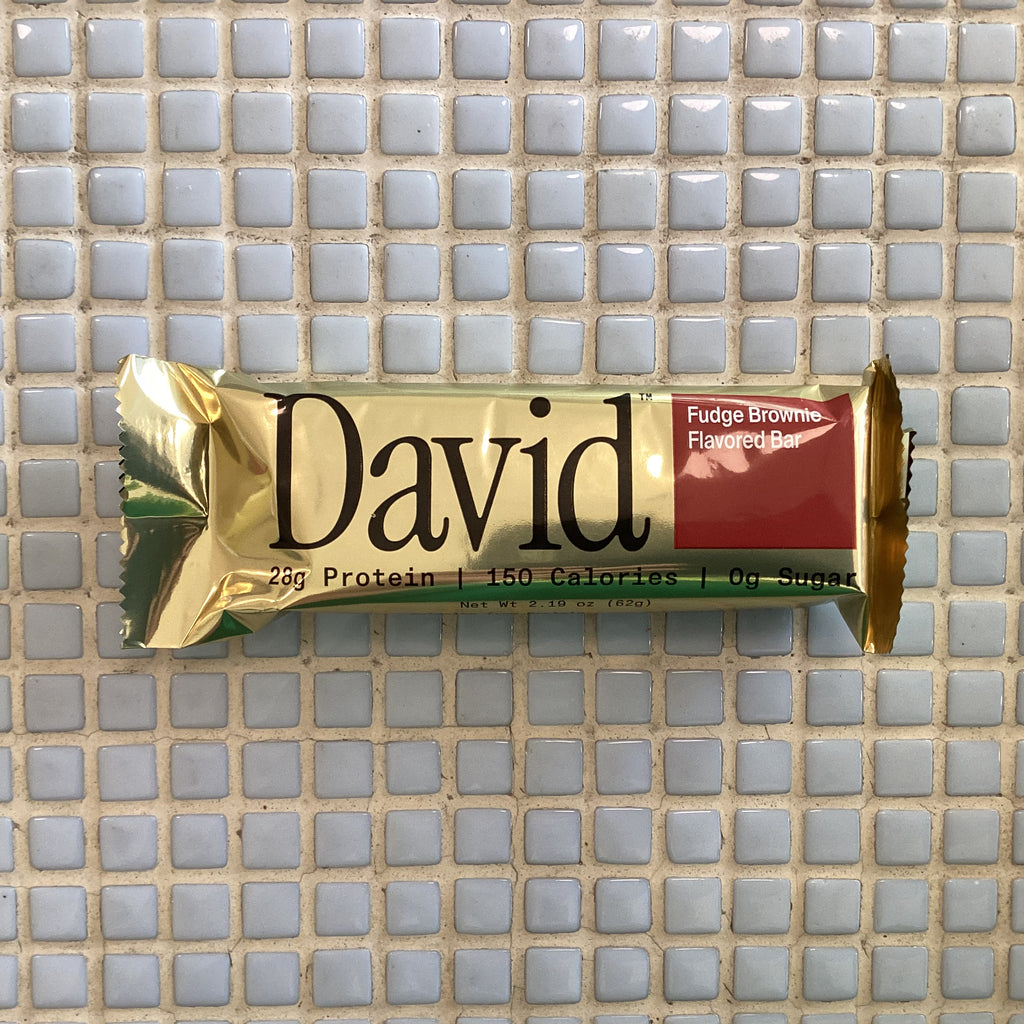 David™
Fudge Brownie
Flavored Bar
28g Protein | 150 Calories | 0g Sugar
Net Wt 2.19 oz (62g)